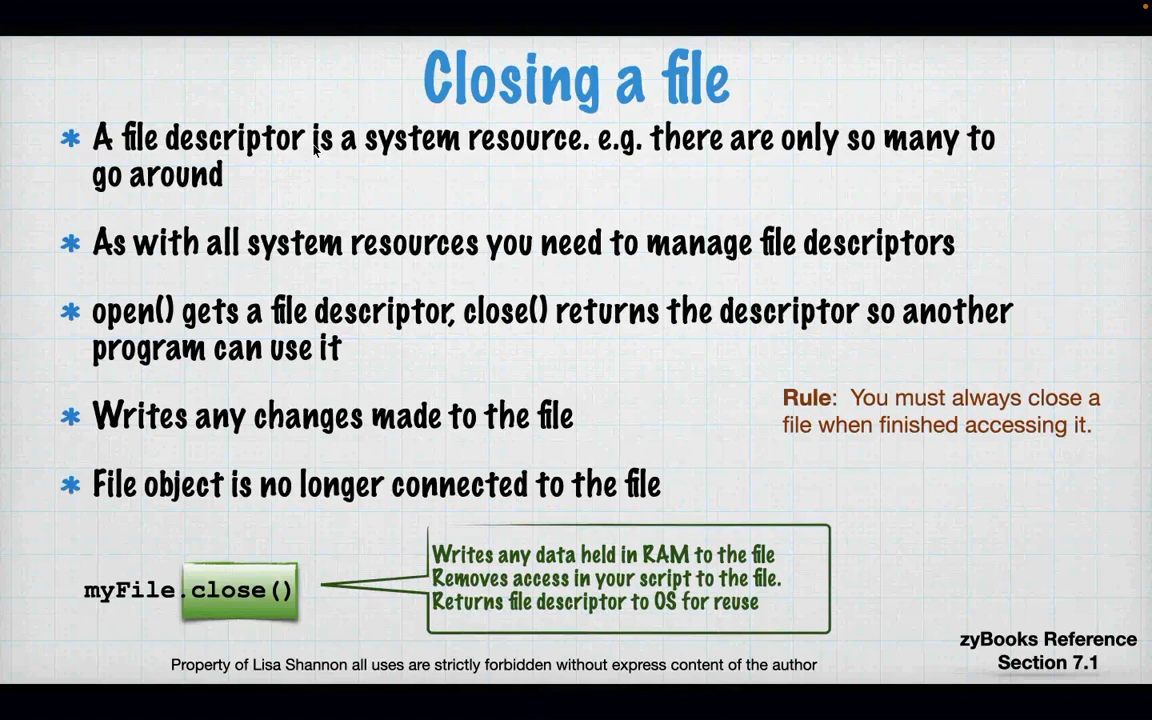 Closing a file
* A file descriptor is a system resource. e.g. there are only so many to
go around
* As with all system resources you need to manage file descriptors
* open() gets a file descriptor, close() returns the descriptor so another
program can use it
* Writes any changes made to the file
Rule: You must always close a
file when finished accessing it.
* File object is no longer connected to the file
myFile.close()
Writes any data held in RAM to the file
Removes access in your script to the file.
Returns file descriptor to OS for reuse
zyBooks Reference
Section 7.1
Property of Lisa Shannon all uses are strictly forbidden without express content of the author